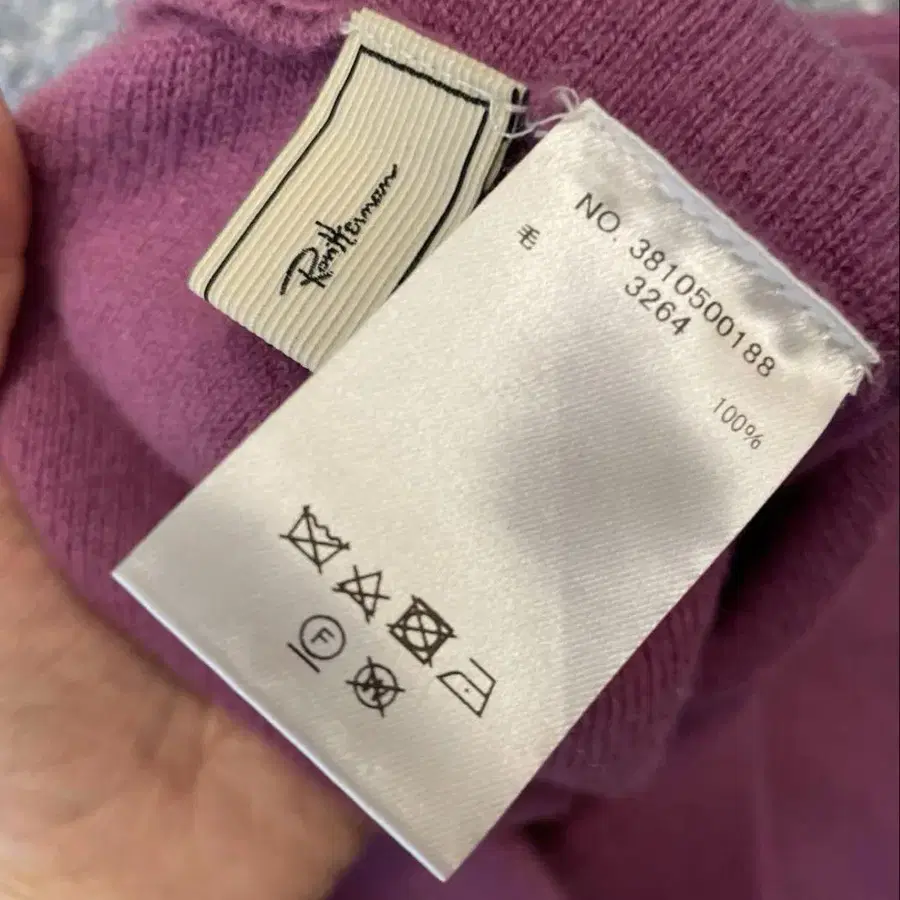 Ron Herman
NO. 3810500188
3264
毛 100%
F
W